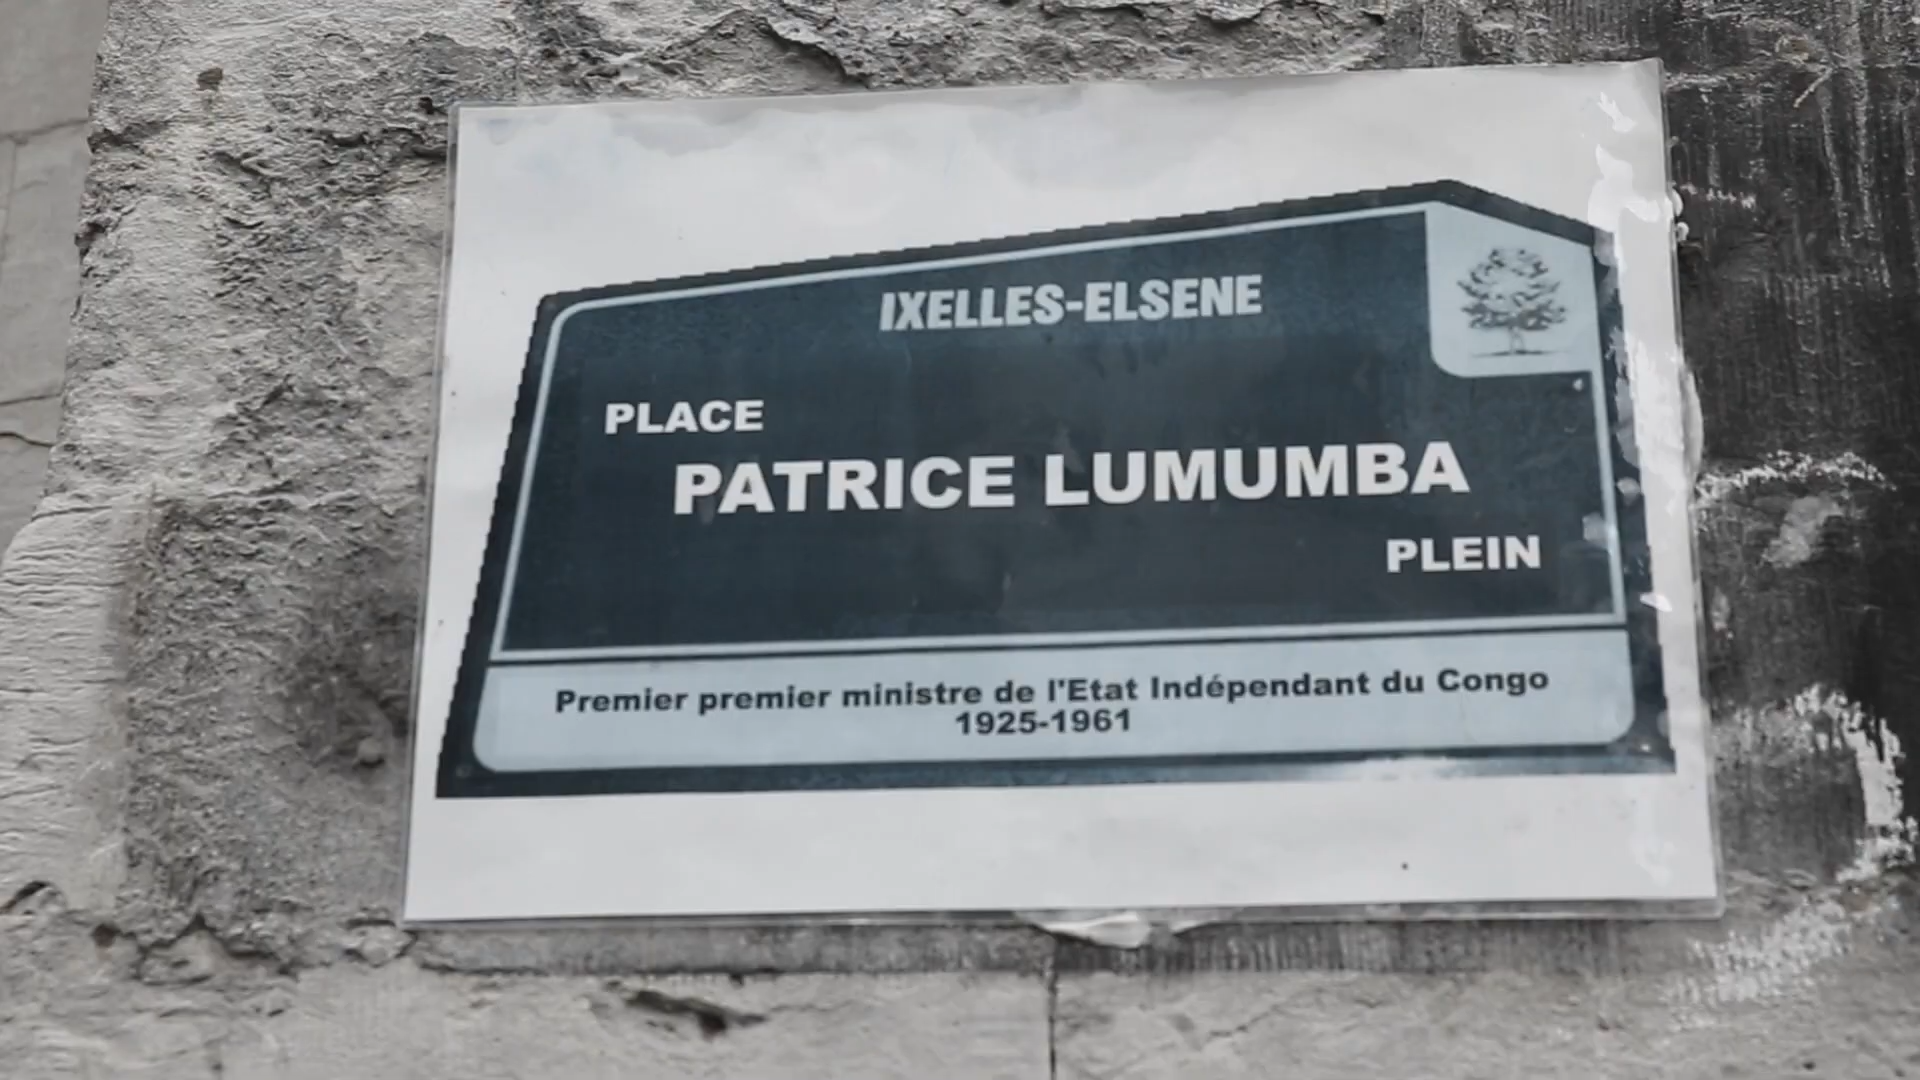 IXELLES-ELSENE
PLACE
PATRICE LUMUMBA
PLEIN
Premier premier ministre de l'Etat Indépendant du Congo
1925-1961